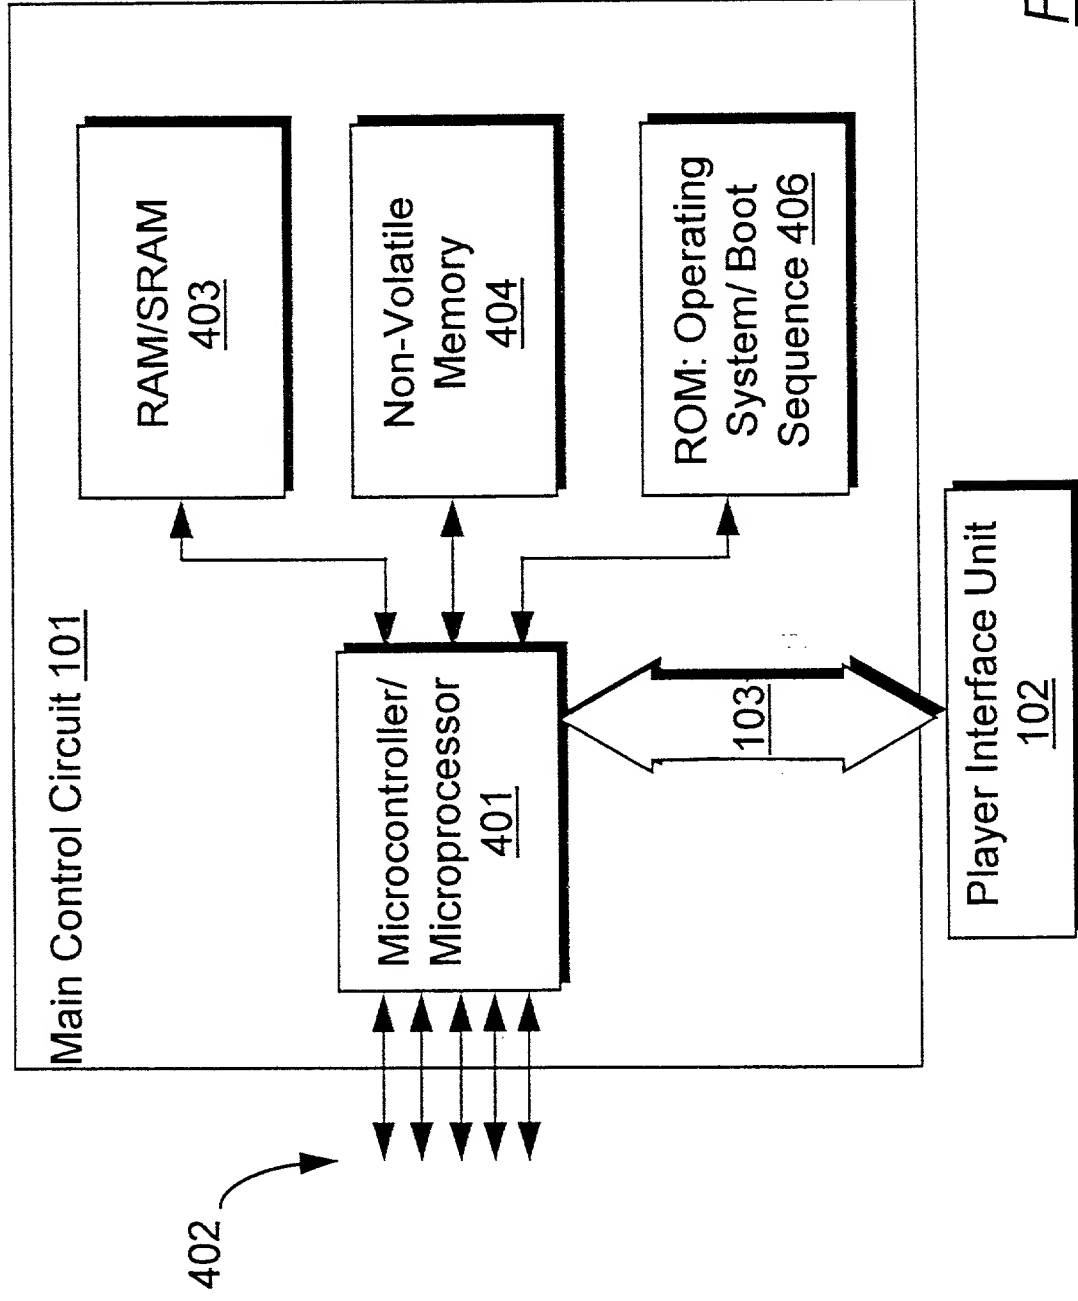 Main Control Circuit 101
RAM/SRAM
403
Non-Volatile
Memory
404
ROM: Operating
System/ Boot
Sequence 406
Microcontroller/
Microprocessor
401
402
103
Player Interface Unit
102